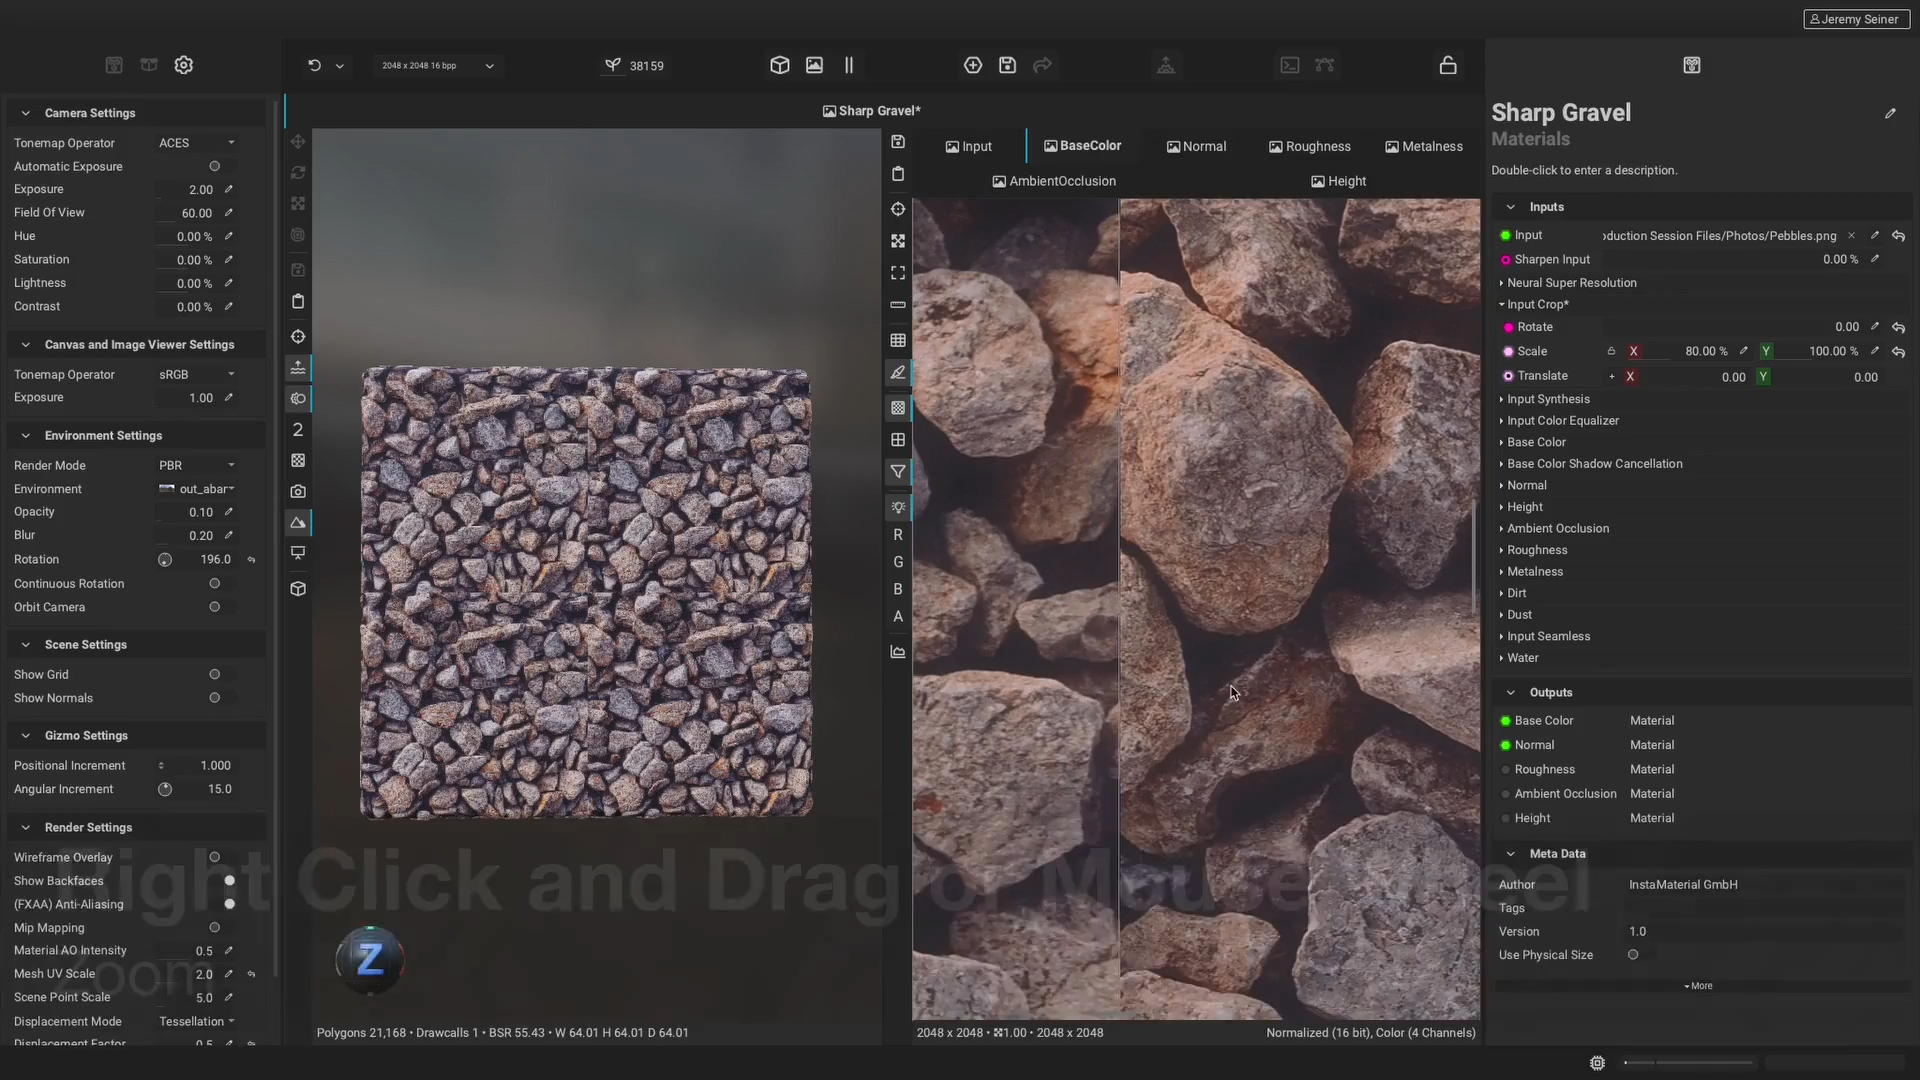 Jeremy Seiner
2048 x 2048 16 bpp
38159
Sharp Gravel*
Camera Settings
Tonemap Operator ACES
Automatic Exposure
Exposure 2.00
Field Of View 60.00
Hue 0.00 %
Saturation 0.00 %
Lightness 0.00 %
Contrast 0.00 %
Canvas and Image Viewer Settings
Tonemap Operator sRGB
Exposure 1.00
Environment Settings
Render Mode PBR
Environment out_abar
Opacity 0.10
Blur 0.20
Rotation 196.0
Continuous Rotation
Orbit Camera
Scene Settings
Show Grid
Show Normals
Gizmo Settings
Positional Increment 1.000
Angular Increment 15.0
Render Settings
Wireframe Overlay
Show Backfaces
(FXAA) Anti-Aliasing
Mip Mapping
Material AO Intensity 0.5
Mesh UV Scale 2.0
Scene Point Scale 5.0
Displacement Mode Tessellation
Displacement Factor 0.5
2
Z
Polygons 21,168 • Drawcalls 1 • BSR 55.43 • W 64.01 H 64.01 D 64.01
Input BaseColor Normal Roughness Metalness
AmbientOcclusion Height
R
G
B
A
2048 x 2048 • 1.00 • 2048 x 2048
Normalized (16 bit), Color (4 Channels)
Right Click and Drag or Mouse Wheel
Zoom
Sharp Gravel
Materials
Double-click to enter a description.
Inputs
Input oduction Session Files/Photos/Pebbles.png
Sharpen Input 0.00 %
Neural Super Resolution
Input Crop*
Rotate 0.00
Scale X 80.00 % Y 100.00 %
Translate + X 0.00 Y 0.00
Input Synthesis
Input Color Equalizer
Base Color
Base Color Shadow Cancellation
Normal
Height
Ambient Occlusion
Roughness
Metalness
Dirt
Dust
Input Seamless
Water
Outputs
Base Color Material
Normal Material
Roughness Material
Ambient Occlusion Material
Height Material
Meta Data
Author InstaMaterial GmbH
Tags
Version 1.0
Use Physical Size
More